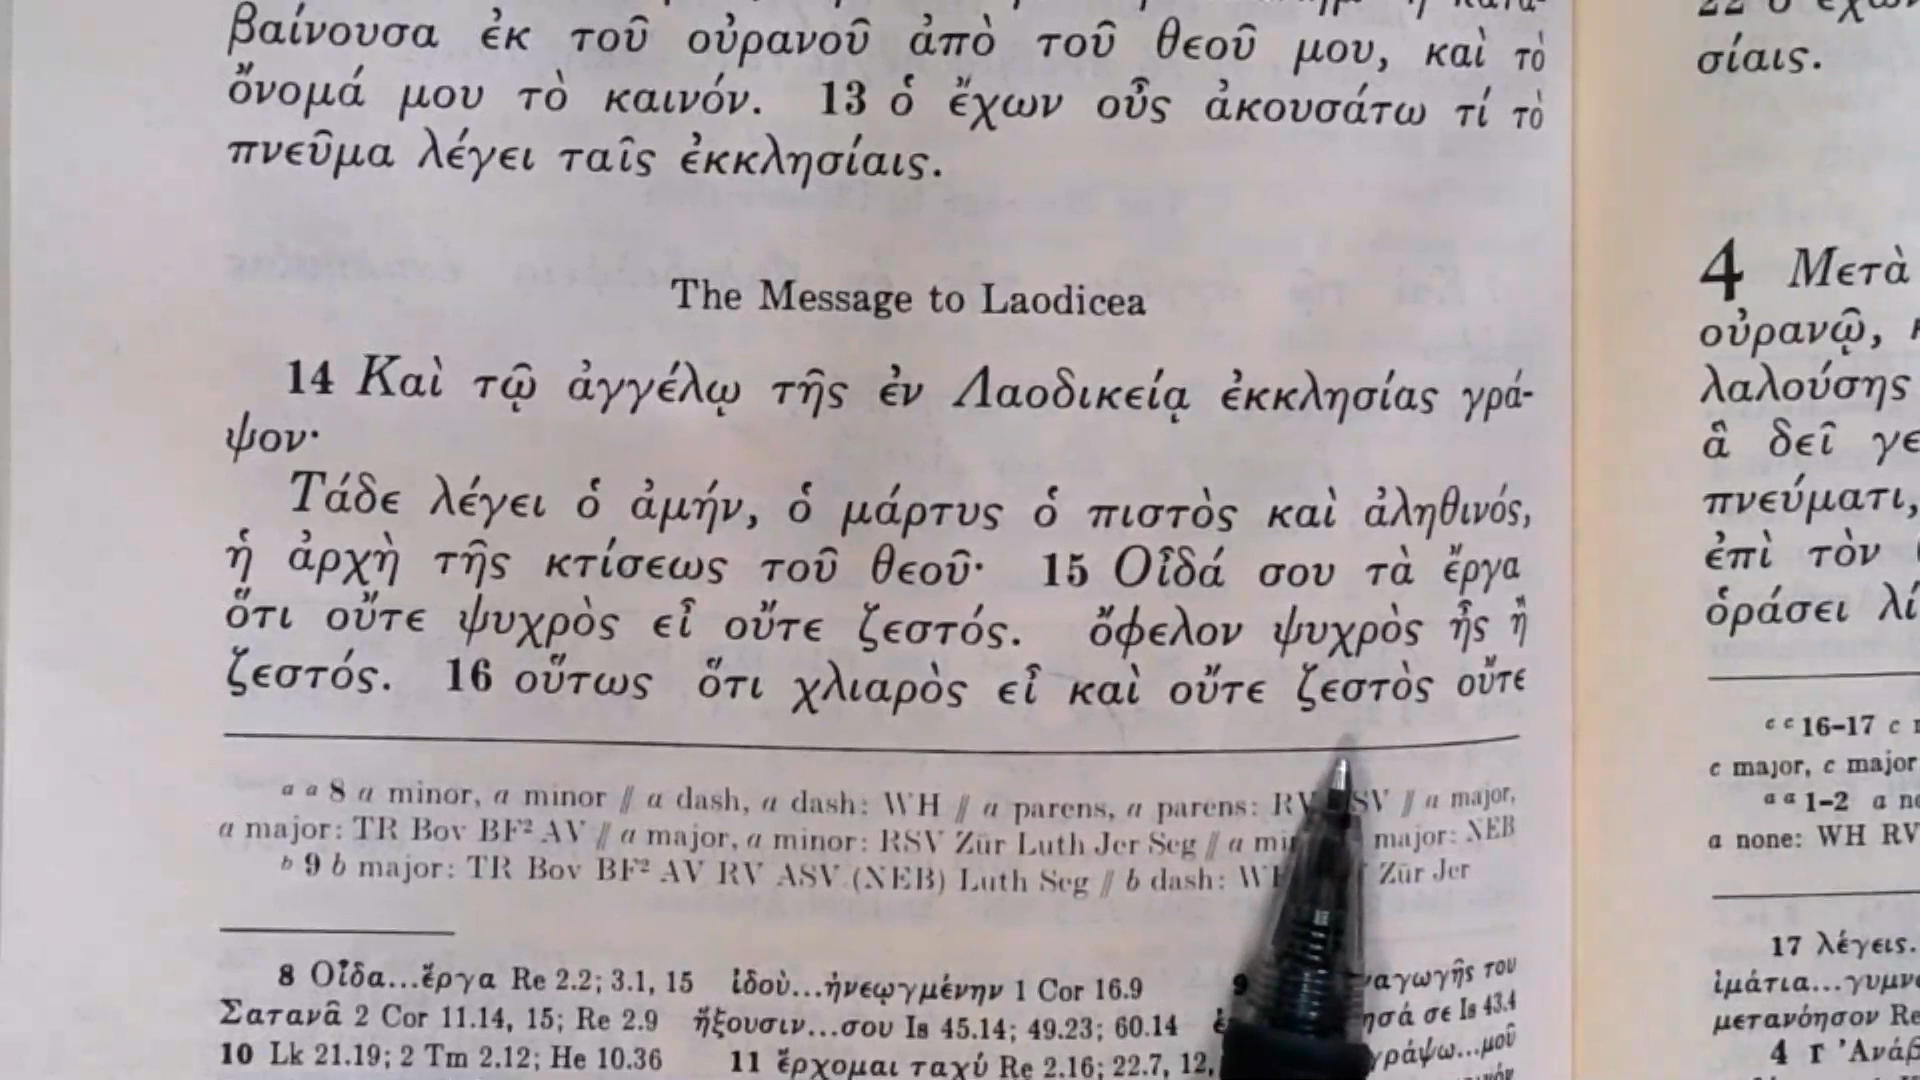 βαίνουσα ἐκ τοῦ οὐρανοῦ ἀπὸ τοῦ θεοῦ μου, καὶ τὸ
ὄνομά μου τὸ καινόν. 13 ὁ ἔχων οὖς ἀκουσάτω τί τὸ
πνεῦμα λέγει ταῖς ἐκκλησίαις.
The Message to Laodicea
14 Καὶ τῷ ἀγγέλῳ τῆς ἐν Λαοδικείᾳ ἐκκλησίας γρά-
ψον·
Τάδε λέγει ὁ ἀμήν, ὁ μάρτυς ὁ πιστὸς καὶ ἀληθινός,
ἡ ἀρχὴ τῆς κτίσεως τοῦ θεοῦ· 15 Οἶδά σου τὰ ἔργα
ὅτι οὔτε ψυχρὸς εἶ οὔτε ζεστός. ὄφελον ψυχρὸς ἦς ἢ
ζεστός. 16 οὕτως ὅτι χλιαρὸς εἶ καὶ οὔτε ζεστὸς οὔτε
a a 8 a minor, a minor // a dash, a dash: WH // a parens, a parens: RV SV // a major,
a major: TR Bov BF² AV // a major, a minor: RSV Zür Luth Jer Seg // a major: NEB
b 9 b major: TR Bov BF² AV RV ASV (NEB) Luth Seg // b dash: Zür Jer
8 Οἶδα...ἔργα Re 2.2; 3.1, 15 ἰδοὺ...ἠνεῳγμένην 1 Cor 16.9 9 του
Σατανᾶ 2 Cor 11.14, 15; Re 2.9 ἥξουσιν...σου Is 45.14; 49.23; 60.14 σε Is 43.4
10 Lk 21.19; 2 Tm 2.12; He 10.36 11 ἔρχομαι ταχύ Re 2.16; 22.7, 12, γράψω...μοῦ
σίαις.
4 Μετὰ
οὐρανῷ,
λαλούσης
ἃ δεῖ
πνεύματι,
ἐπὶ τὸν
ὁράσει
c c 16–17 c
c major, c major
a a 1–2 a
a none: WH RV
17 λέγεις.
ἱμάτια...
μετανόησον Re
4 1